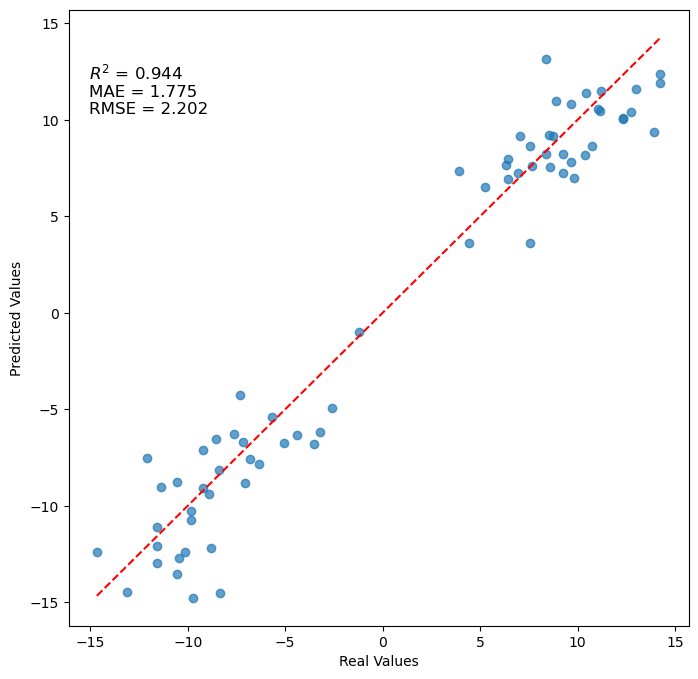 R² = 0.944
MAE = 1.775
RMSE = 2.202
15
10
5
0
−5
−10
−15
Predicted Values
−15 −10 −5 0 5 10 15
Real Values